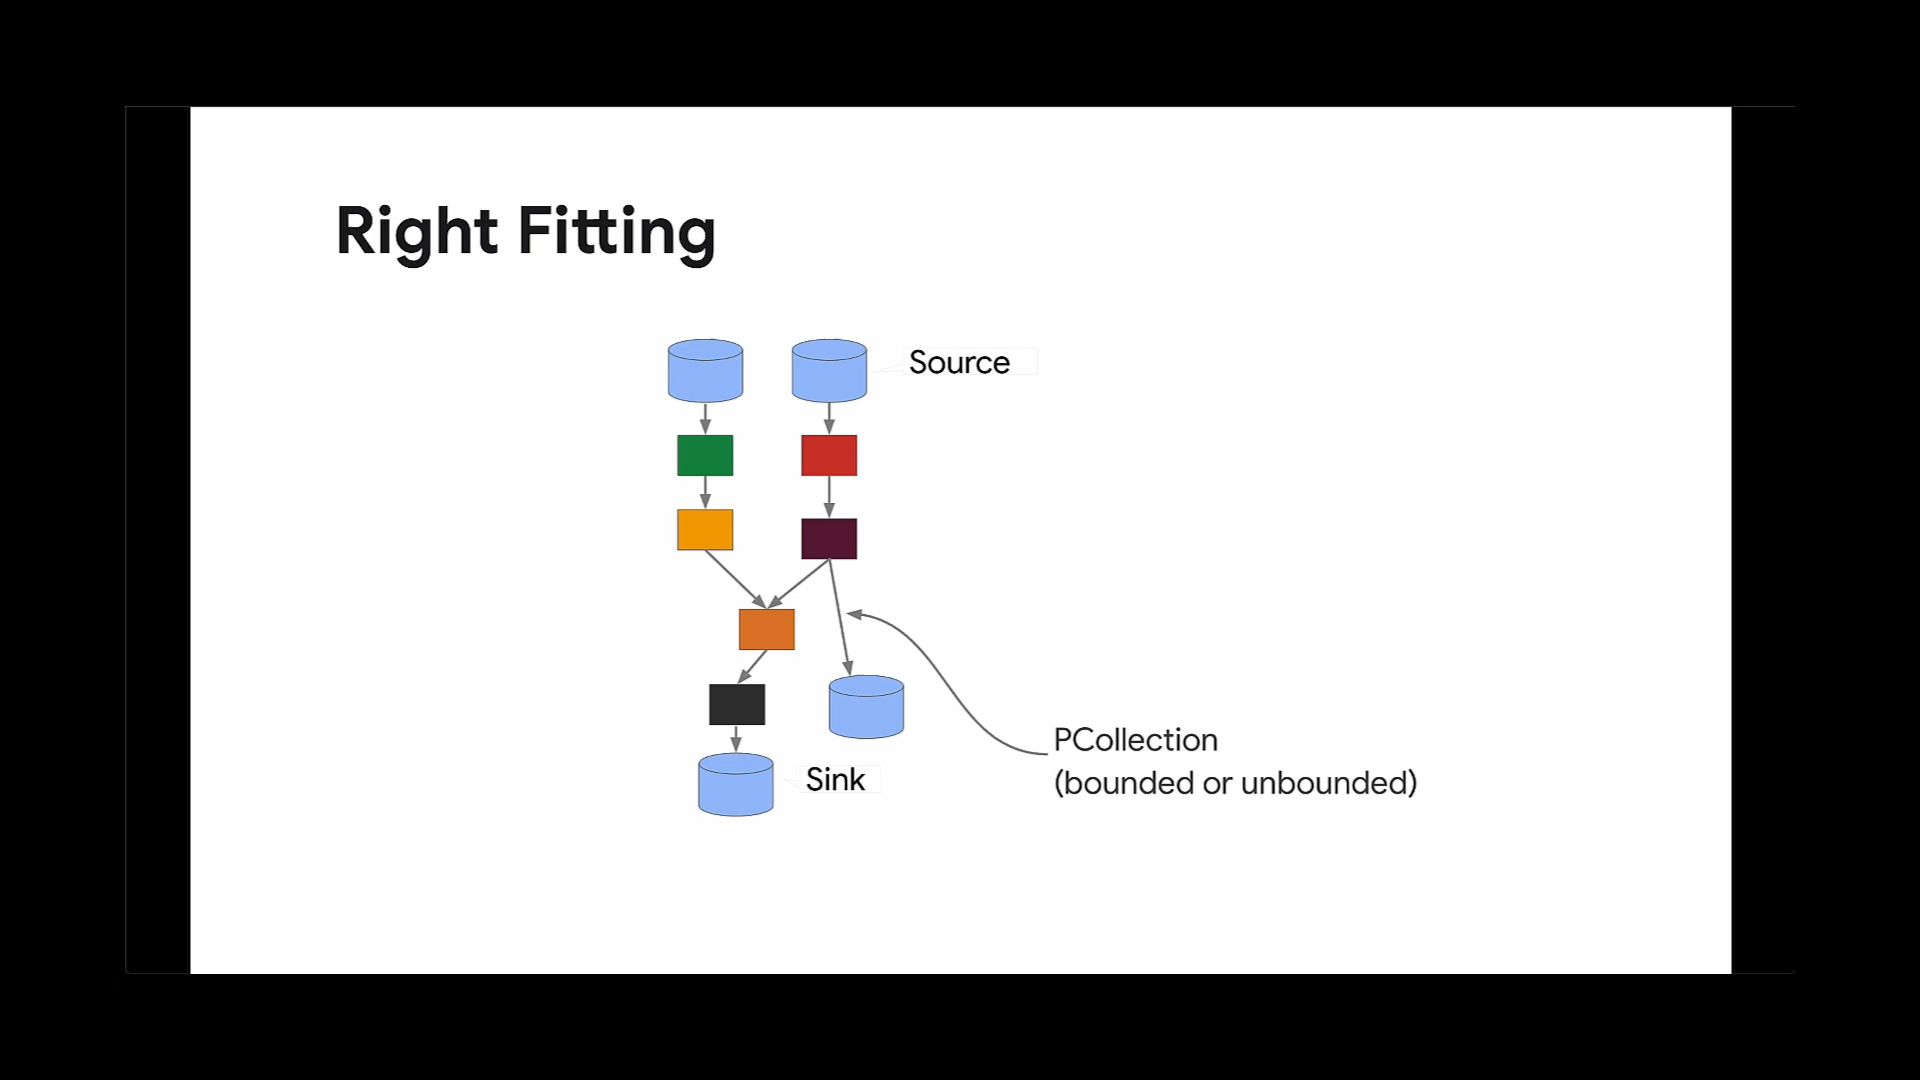 Right Fitting
Source
PCollection
(bounded or unbounded)
Sink